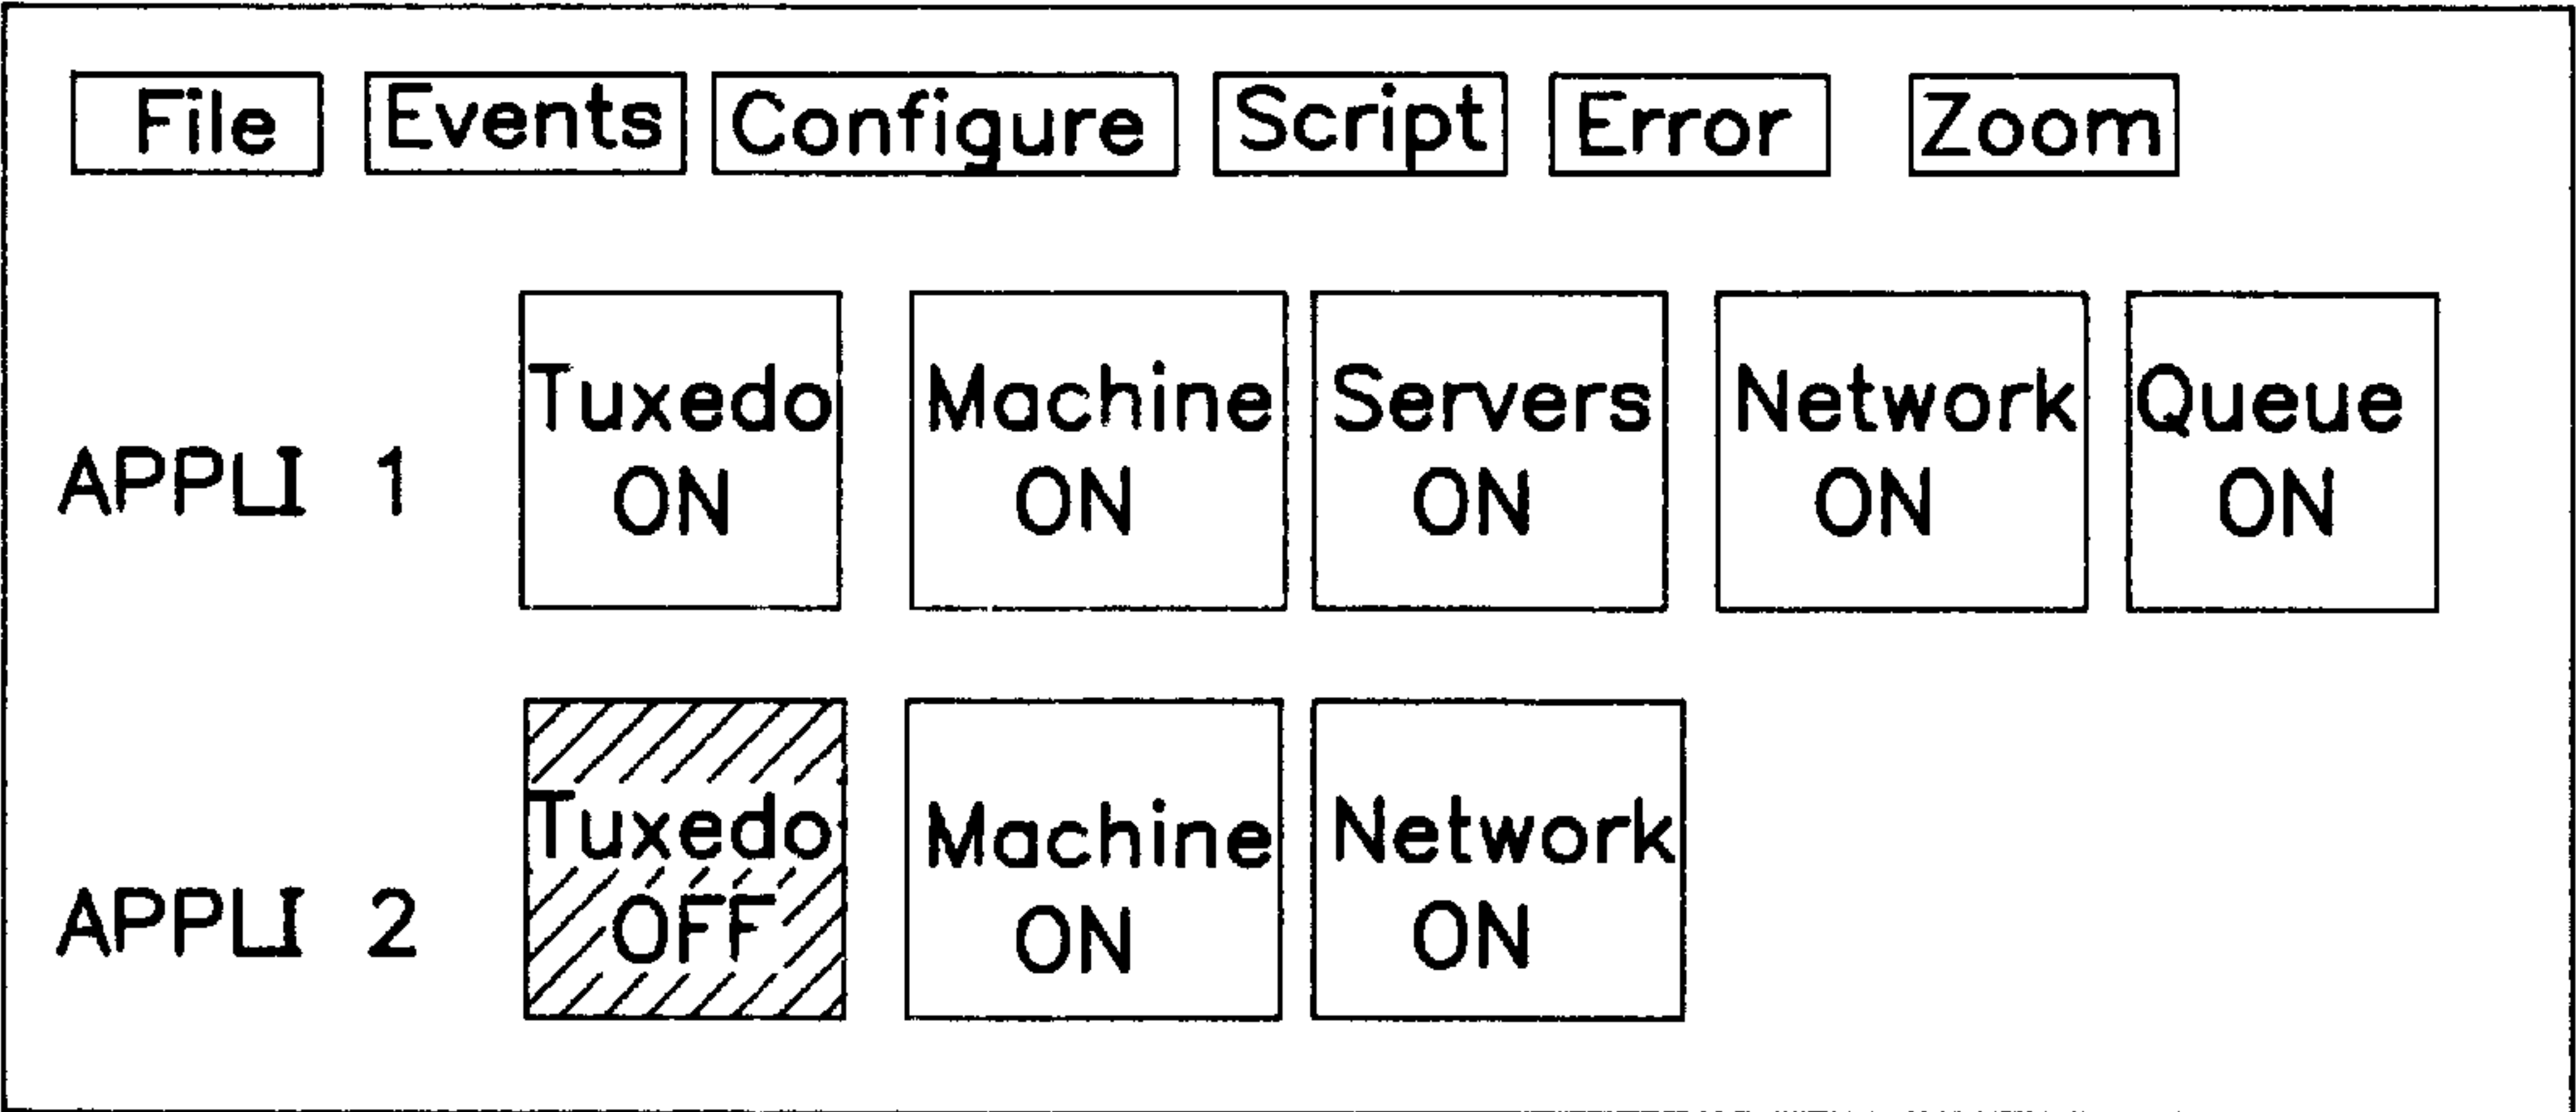 File Events Configure Script Error Zoom
Tuxedo Machine Servers Network Queue
APPLI 1 ON ON ON ON ON
Tuxedo Machine Network
APPLI 2 OFF ON ON